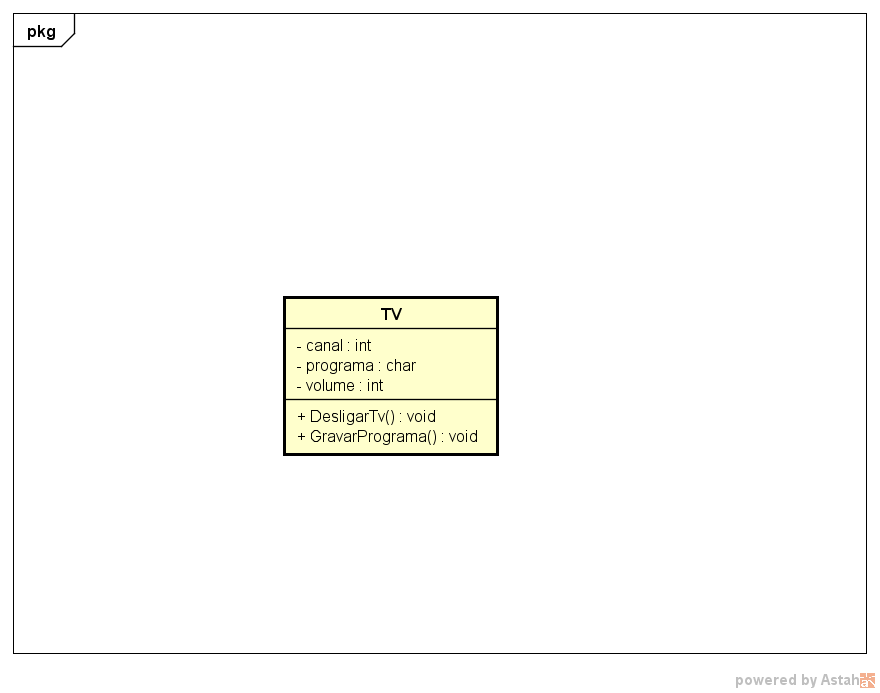 pkg
TV
- canal : int
- programa : char
- volume : int
+ DesligarTv() : void
+ GravarPrograma() : void
powered by Astah